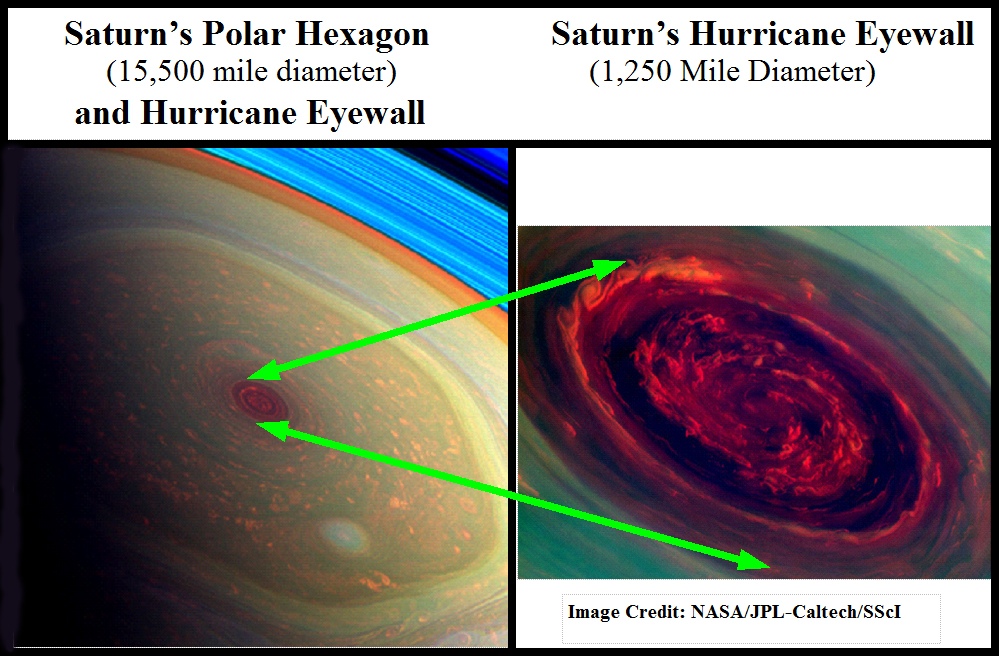 Saturn’s Polar Hexagon
(15,500 mile diameter)
and Hurricane Eyewall
Saturn’s Hurricane Eyewall
(1,250 Mile Diameter)
Image Credit: NASA/JPL-Caltech/SScI